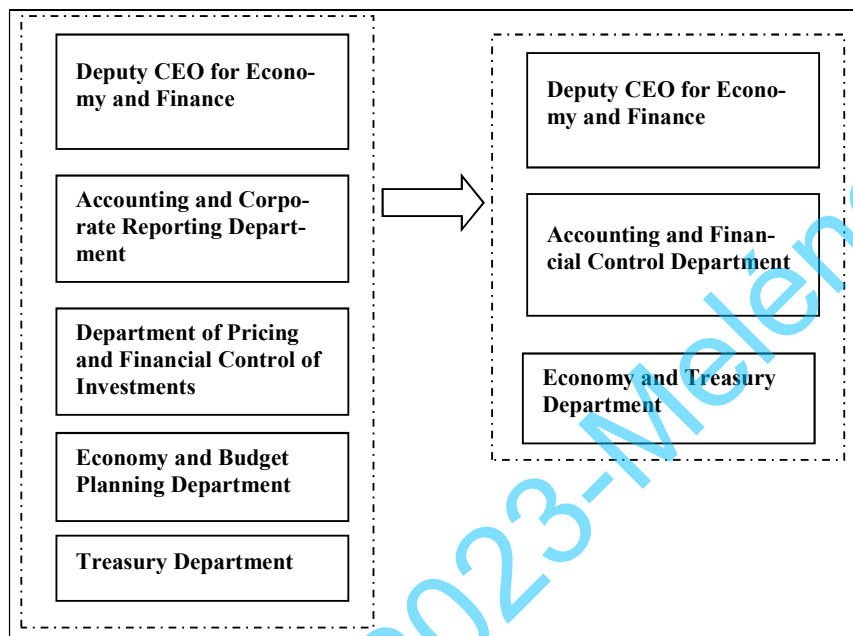 Deputy CEO for Econo-
my and Finance
Accounting and Corpo-
rate Reporting Depart-
ment
Department of Pricing
and Financial Control of
Investments
Economy and Budget
Planning Department
Treasury Department
Deputy CEO for Econo-
my and Finance
Accounting and Finan-
cial Control Department
Economy and Treasury
Department
2023-Meléné